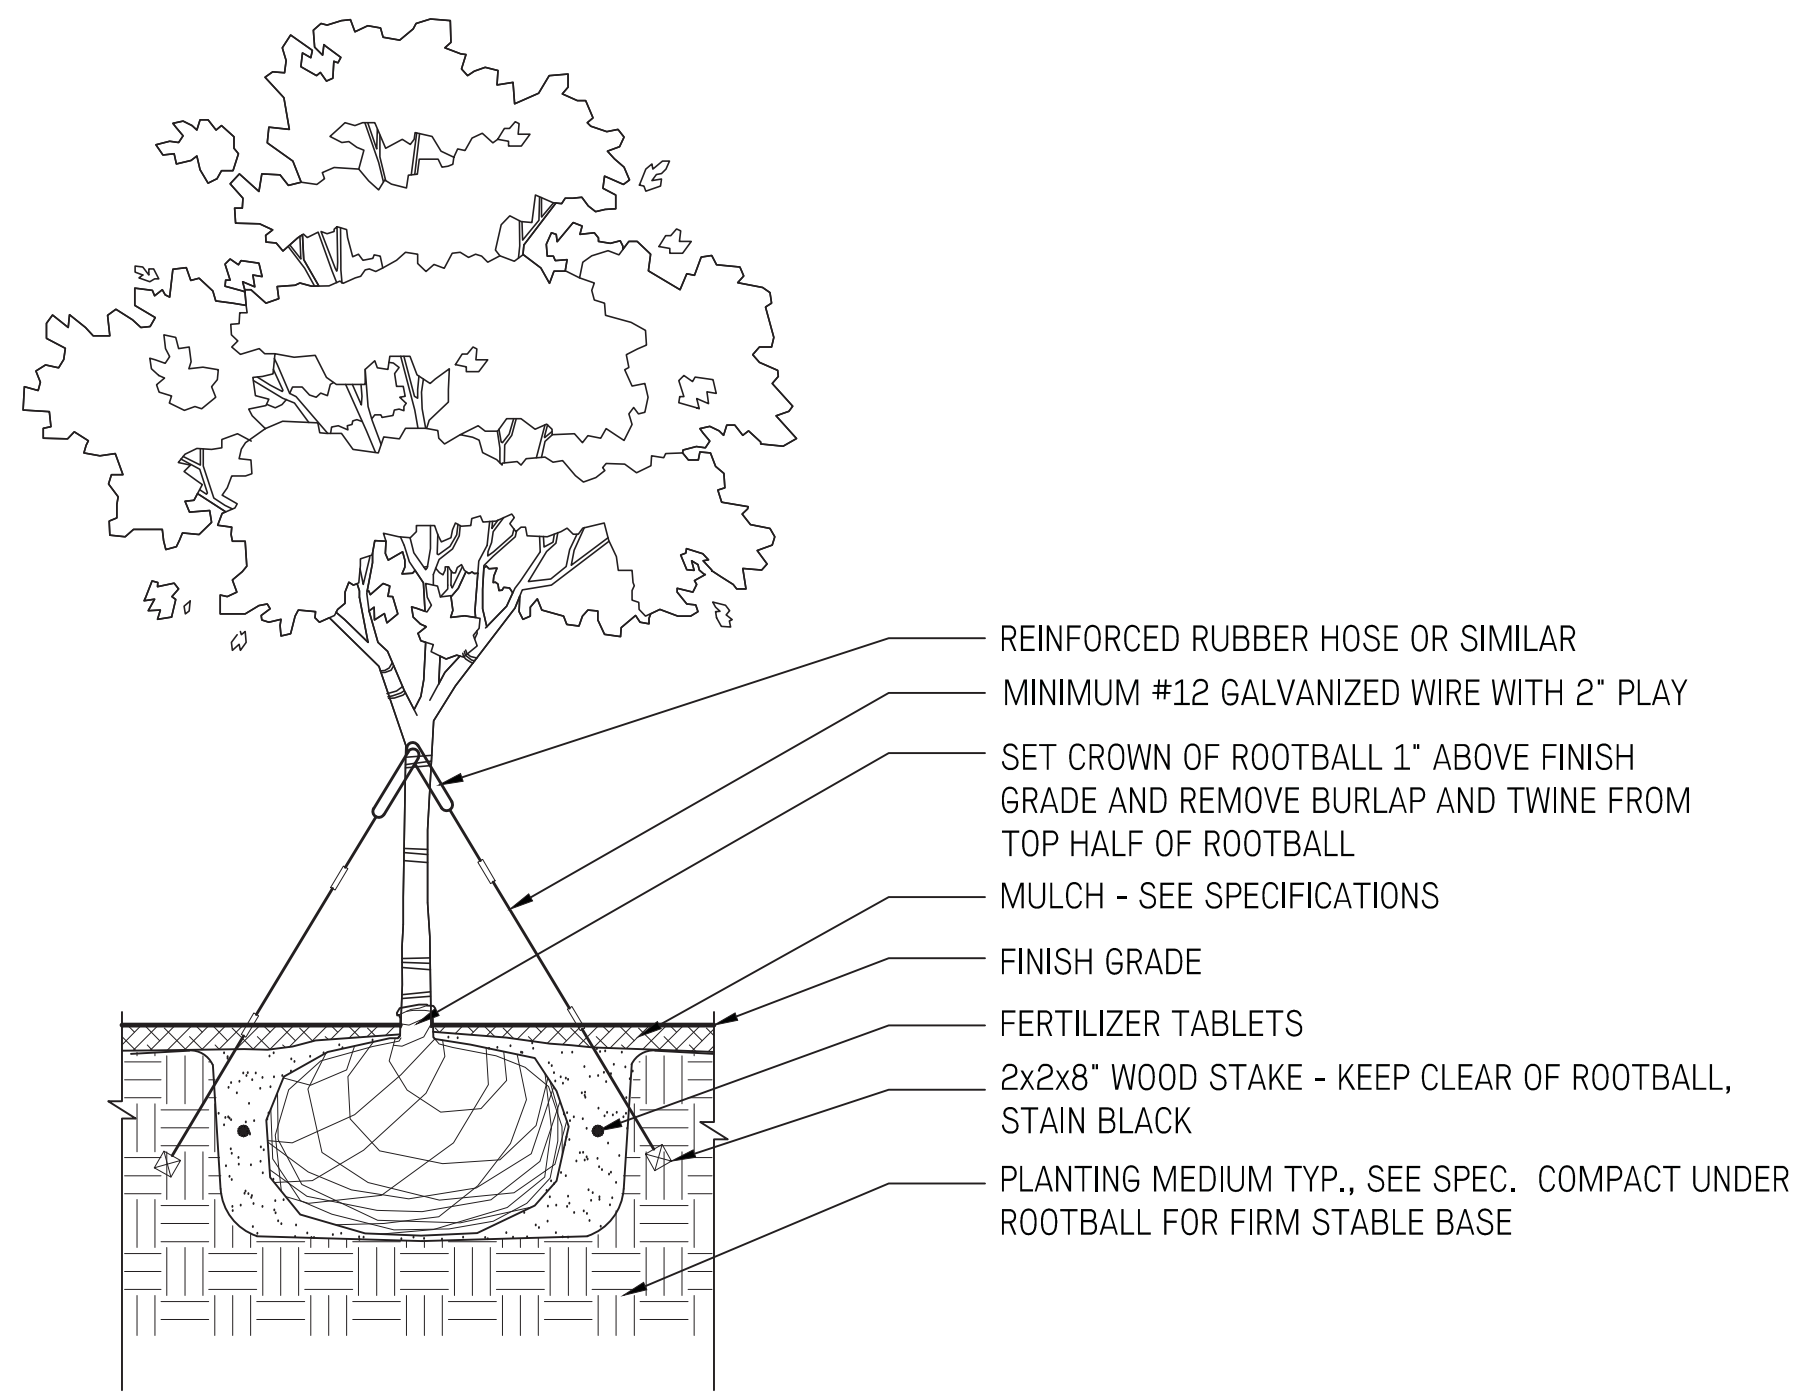 REINFORCED RUBBER HOSE OR SIMILAR
MINIMUM #12 GALVANIZED WIRE WITH 2" PLAY
SET CROWN OF ROOTBALL 1" ABOVE FINISH
GRADE AND REMOVE BURLAP AND TWINE FROM
TOP HALF OF ROOTBALL
MULCH - SEE SPECIFICATIONS
FINISH GRADE
FERTILIZER TABLETS
2x2x8" WOOD STAKE - KEEP CLEAR OF ROOTBALL,
STAIN BLACK
PLANTING MEDIUM TYP., SEE SPEC. COMPACT UNDER
ROOTBALL FOR FIRM STABLE BASE